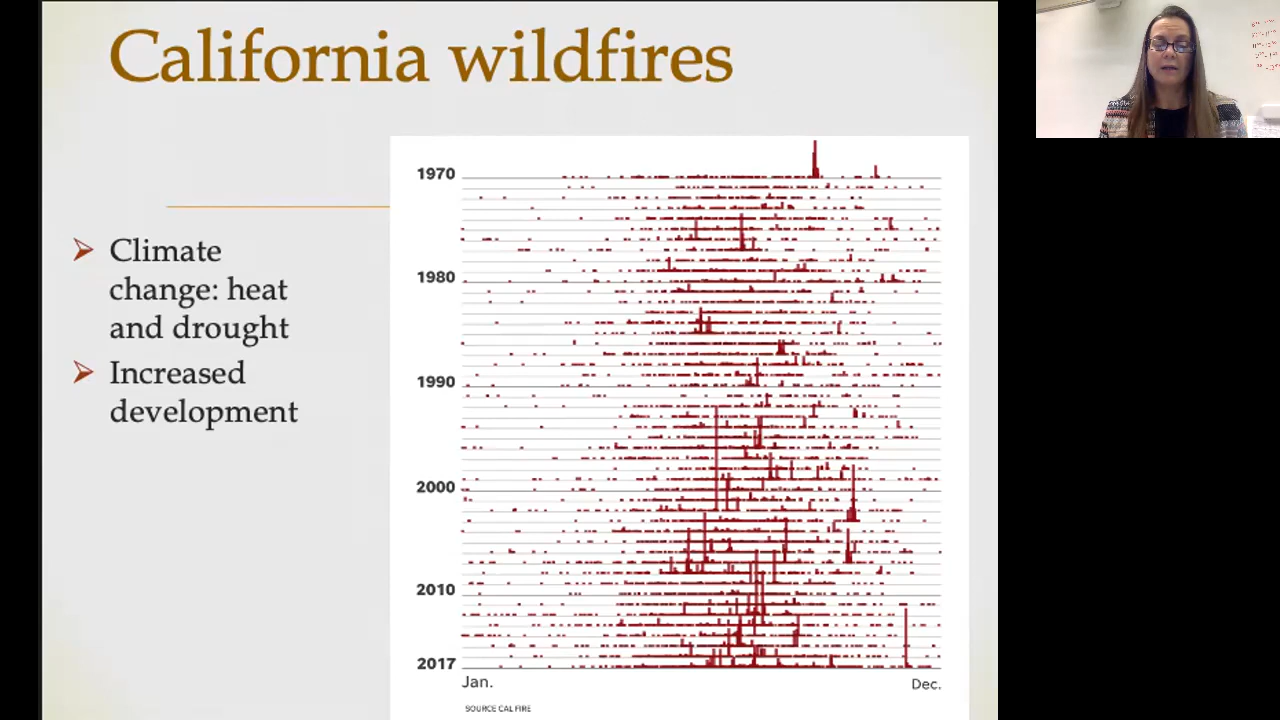 California wildfires
Climate
change: heat
and drought
Increased
development
1970
1980
1990
2000
2010
2017
Jan.
Dec.
SOURCE CAL FIRE